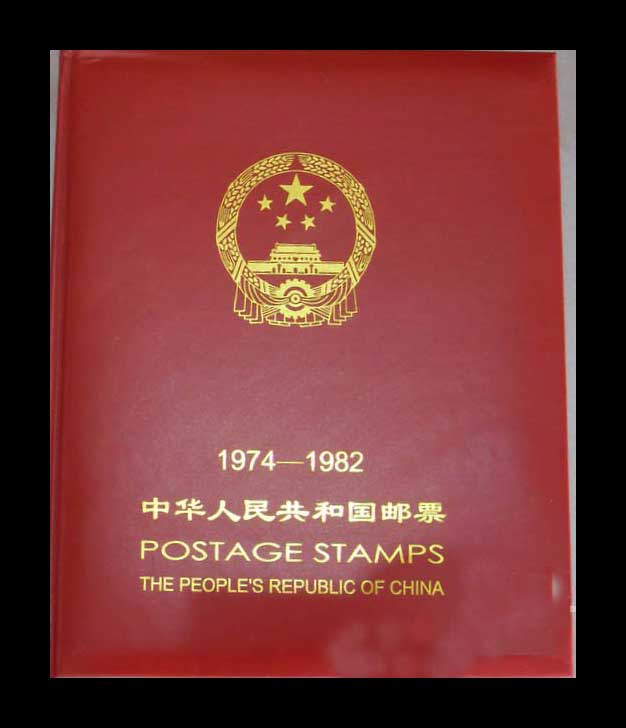 1974—1982
中华人民共和国邮票
POSTAGE STAMPS
THE PEOPLE'S REPUBLIC OF CHINA